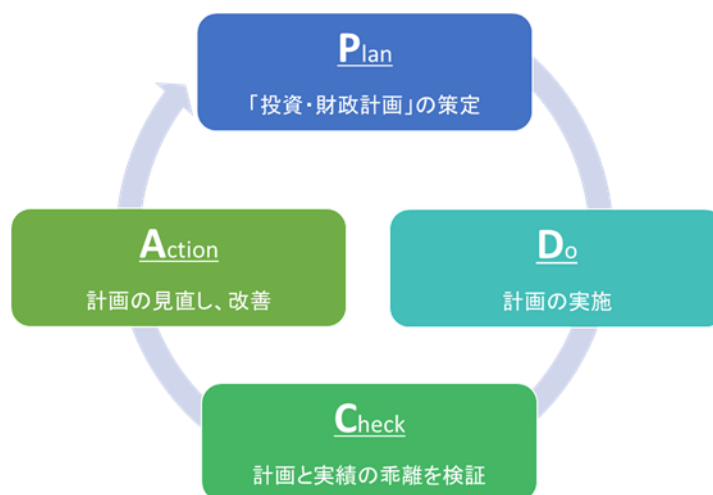 Plan
「投資・財政計画」の策定
Action
計画の見直し、改善
Do
計画の実施
Check
計画と実績の乖離を検証